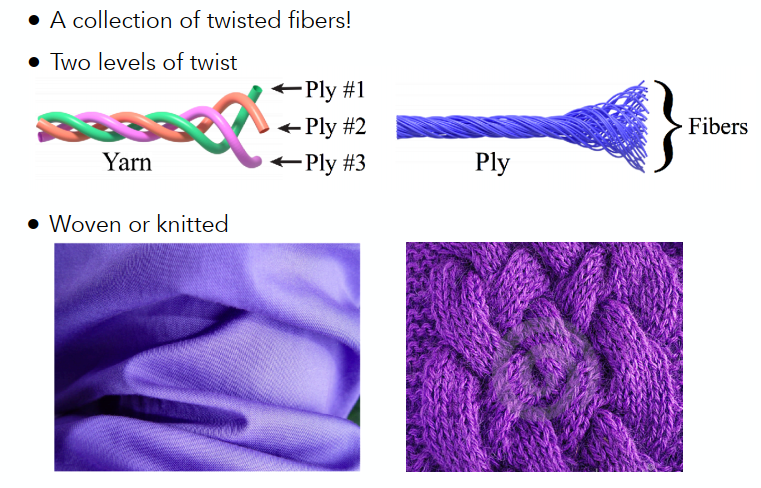 • A collection of twisted fibers!
• Two levels of twist
Ply #1
Ply #2
Ply #3
Yarn
Ply
Fibers
• Woven or knitted